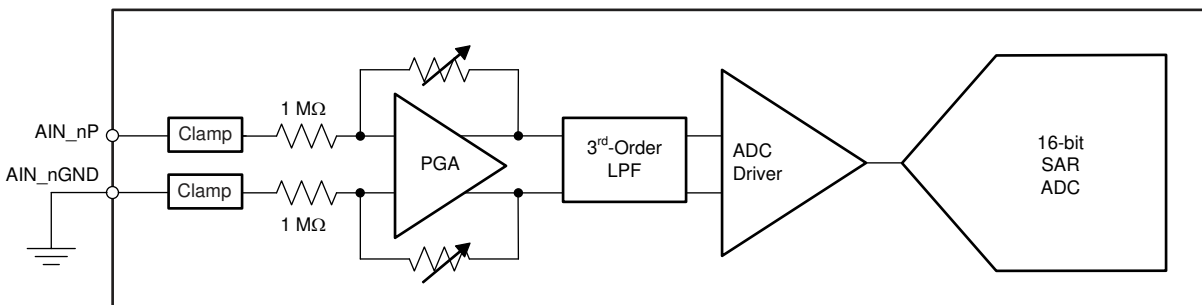 1 MΩ
AIN_nP
Clamp
AIN_nGND
Clamp
1 MΩ
PGA
3rd-Order
LPF
ADC
Driver
16-bit
SAR
ADC